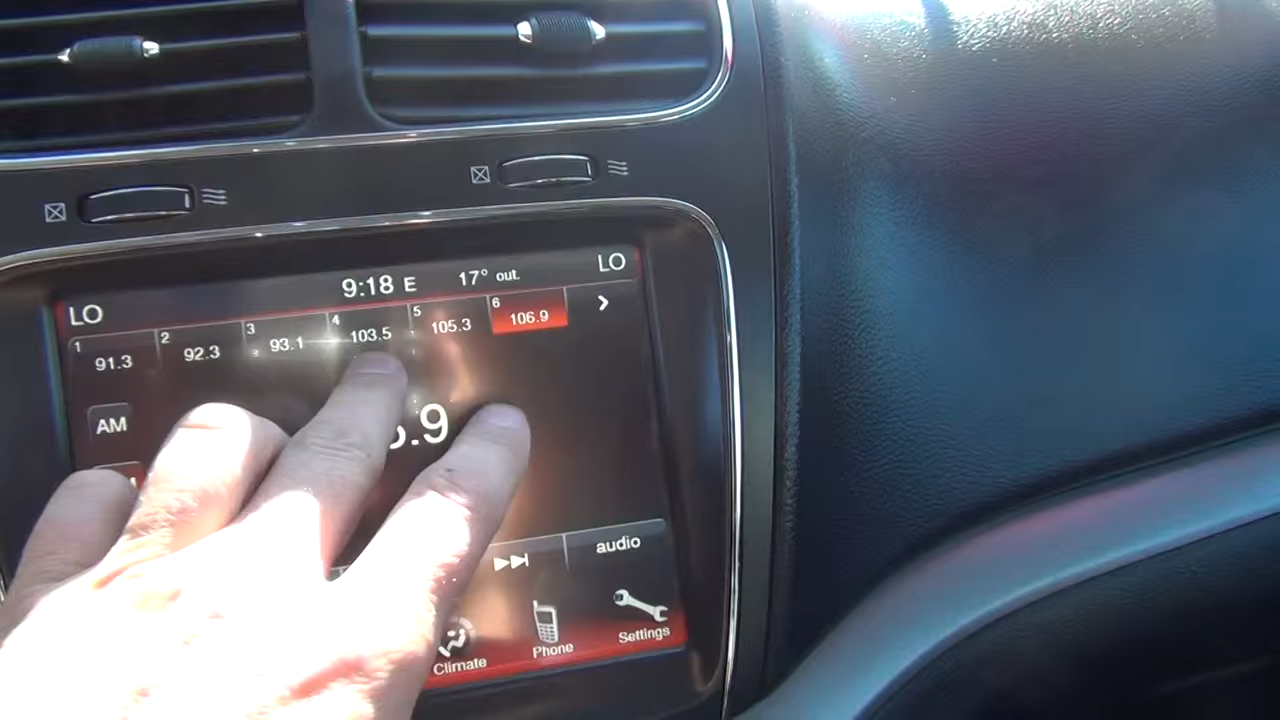 LO 9:18 E 17° out. LO
1 91.3 2 92.3 3 93.1 4 103.5 5 105.3 6 106.9
AM
.9
audio
Climate Phone Settings